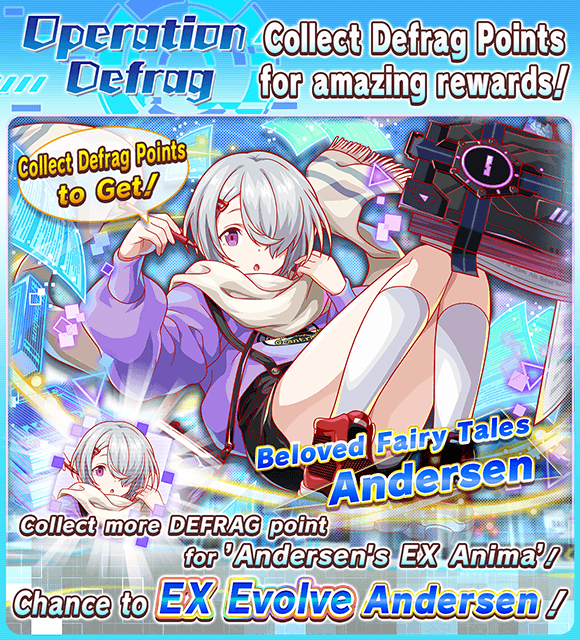 Operation
Defrag
Collect Defrag Points
for amazing rewards!
Collect Defrag Points
to Get!
Beloved Fairy Tales
Andersen
Collect more DEFRAG point
for 'Andersen's EX Anima'!
Chance to EX Evolve Andersen!